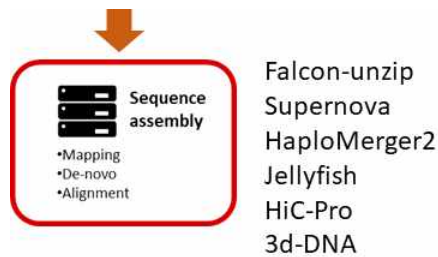 Sequence
assembly
•Mapping
•De-novo
•Alignment
Falcon-unzip
Supernova
HaploMerger2
Jellyfish
HiC-Pro
3d-DNA